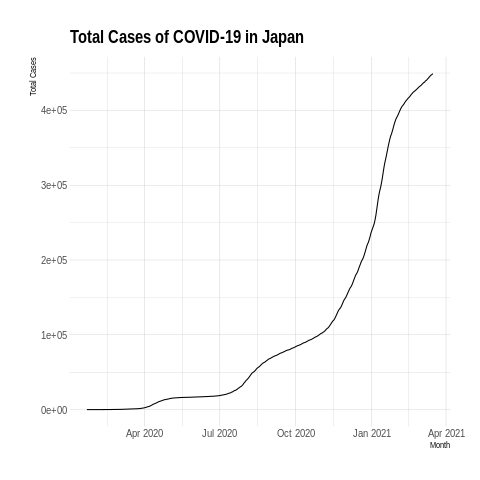 Total Cases of COVID-19 in Japan
Total Cases
4e+05
3e+05
2e+05
1e+05
0e+00
Apr 2020 Jul 2020 Oct 2020 Jan 2021 Apr 2021
Month